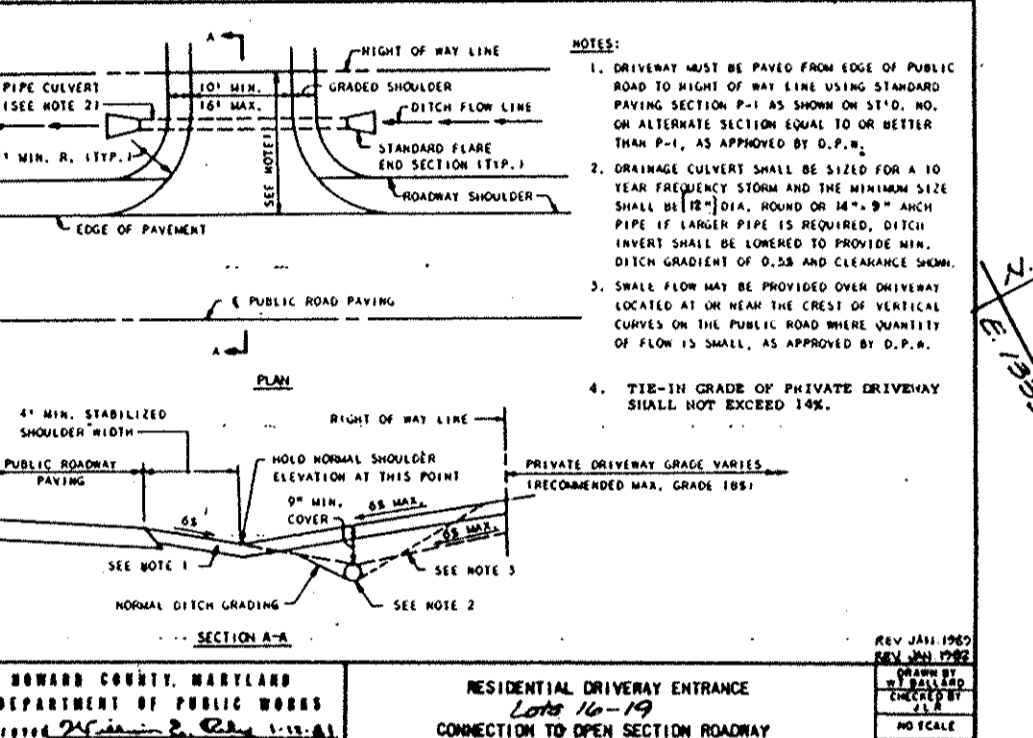 A
RIGHT OF WAY LINE
PIPE CULVERT
(SEE NOTE 2)
10' MIN.
16' MAX.
GRADED SHOULDER
DITCH FLOW LINE
' MIN. R. (TYP.)
SEE NOTE 1
STANDARD FLARE
END SECTION (TYP.)
ROADWAY SHOULDER
EDGE OF PAVEMENT
℄ PUBLIC ROAD PAVING
A
PLAN
NOTES:
1. DRIVEWAY MUST BE PAVED FROM EDGE OF PUBLIC
ROAD TO RIGHT OF WAY LINE USING STANDARD
PAVING SECTION P-1 AS SHOWN ON ST'D. NO.
OR ALTERNATE SECTION EQUAL TO OR BETTER
THAN P-1, AS APPROVED BY D.P.W.
2. DRAINAGE CULVERT SHALL BE SIZED FOR A 10
YEAR FREQUENCY STORM AND THE MINIMUM SIZE
SHALL BE [12"] DIA. ROUND OR 14" x 9" ARCH
PIPE IF LARGER PIPE IS REQUIRED, DITCH
INVERT SHALL BE LOWERED TO PROVIDE MIN.
DITCH GRADIENT OF 0.5% AND CLEARANCE SHOWN.
3. SWALE FLOW MAY BE PROVIDED OVER DRIVEWAY
LOCATED AT OR NEAR THE CREST OF VERTICAL
CURVES ON THE PUBLIC ROAD WHERE QUANTITY
OF FLOW IS SMALL, AS APPROVED BY D.P.W.
4. TIE-IN GRADE OF PRIVATE DRIVEWAY
SHALL NOT EXCEED 14%.
4' MIN. STABILIZED
SHOULDER WIDTH
RIGHT OF WAY LINE
PUBLIC ROADWAY
PAVING
HOLD NORMAL SHOULDER
ELEVATION AT THIS POINT
PRIVATE DRIVEWAY GRADE VARIES
(RECOMMENDED MAX. GRADE 18%)
6%
9" MIN.
COVER
6% MAX.
6% MAX.
SEE NOTE 1
SEE NOTE 3
NORMAL DITCH GRADING
SEE NOTE 2
SECTION A-A
REV JAN. 1989
REV JAN 1982
HOWARD COUNTY, MARYLAND
DEPARTMENT OF PUBLIC WORKS
RESIDENTIAL DRIVEWAY ENTRANCE
Lots 16-19
CONNECTION TO OPEN SECTION ROADWAY
DRAWN BY
W.T. BALLARD
CHECKED BY
J.L.R
NO SCALE